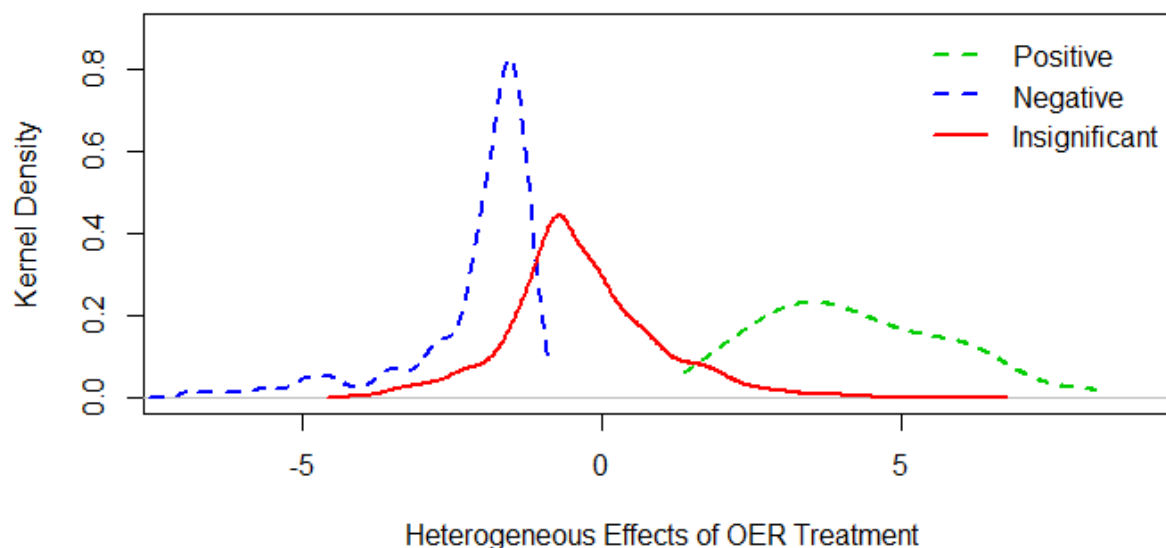 Kernel Density
0.8
0.6
0.4
0.2
0.0
Positive
Negative
Insignificant
-5
0
5
Heterogeneous Effects of OER Treatment